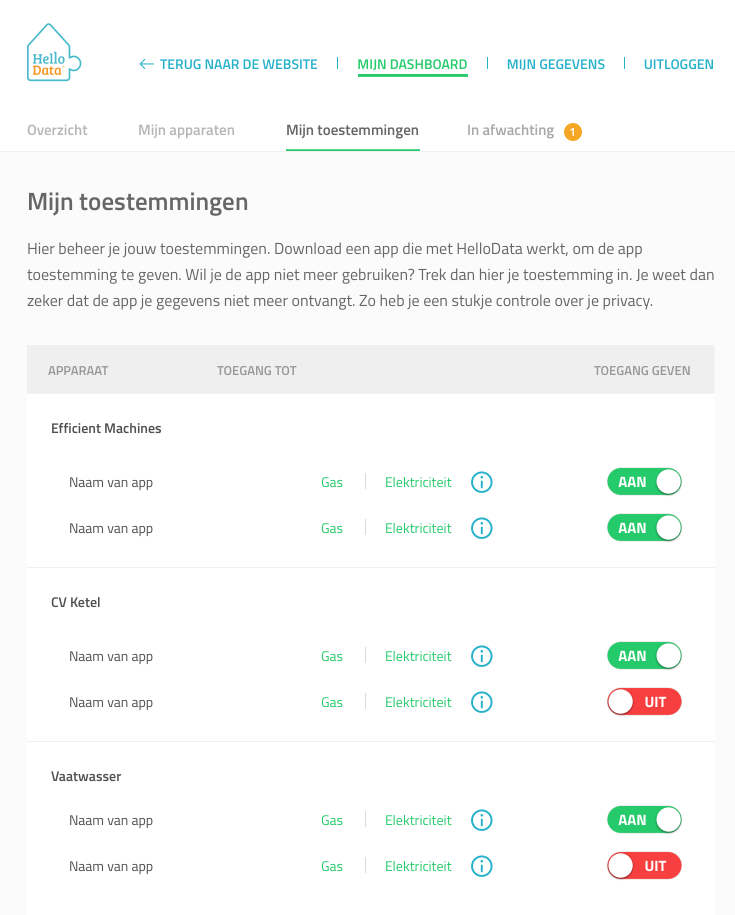 Hello
Data
← TERUG NAAR DE WEBSITE | MIJN DASHBOARD | MIJN GEGEVENS | UITLOGGEN
Overzicht Mijn apparaten Mijn toestemmingen In afwachting 1
Mijn toestemmingen
Hier beheer je jouw toestemmingen. Download een app die met HelloData werkt, om de app
toestemming te geven. Wil je de app niet meer gebruiken? Trek dan hier je toestemming in. Je weet dan
zeker dat de app je gegevens niet meer ontvangt. Zo heb je een stukje controle over je privacy.
APPARAAT TOEGANG TOT TOEGANG GEVEN
Efficient Machines
Naam van app Gas | Elektriciteit i AAN
Naam van app Gas | Elektriciteit i AAN
CV Ketel
Naam van app Gas | Elektriciteit i AAN
Naam van app Gas | Elektriciteit i UIT
Vaatwasser
Naam van app Gas | Elektriciteit i AAN
Naam van app Gas | Elektriciteit i UIT